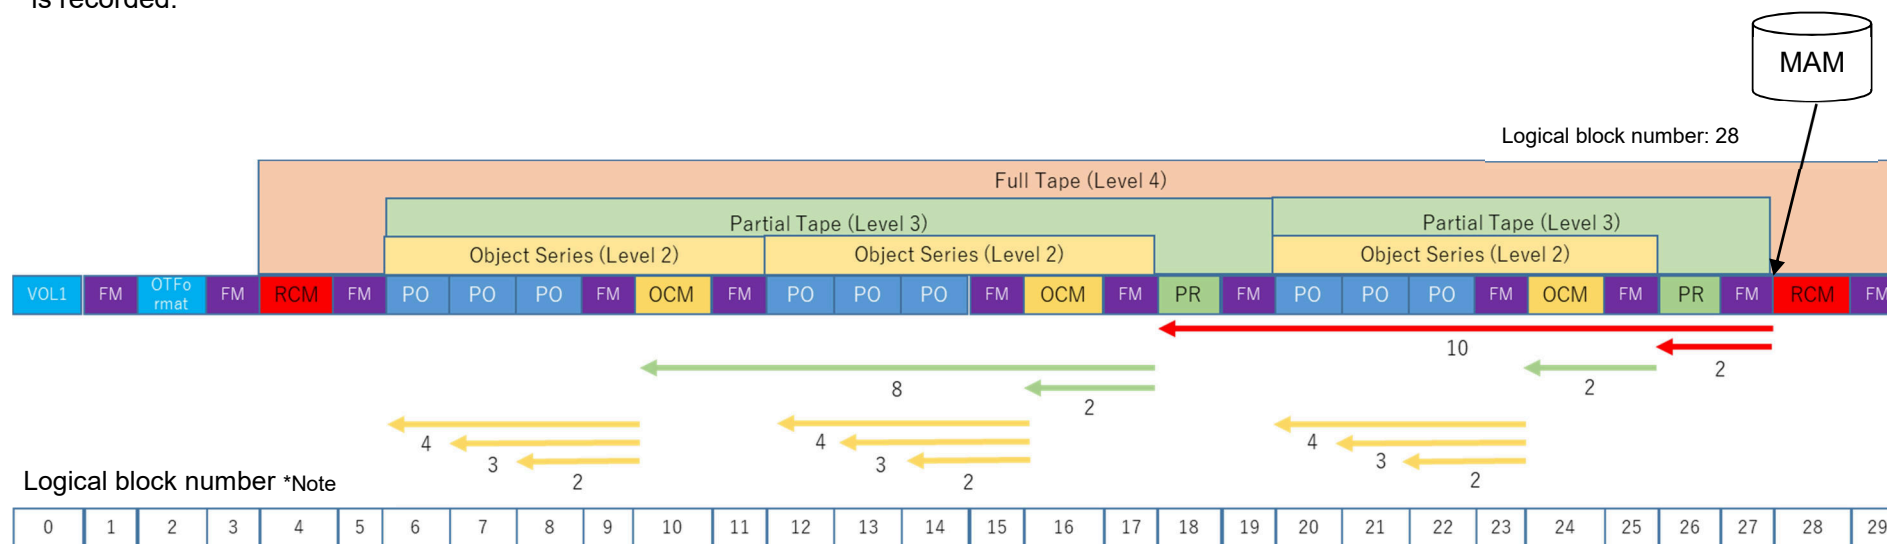 is recorded.
MAM
Logical block number: 28
Full Tape (Level 4)
Partial Tape (Level 3) Partial Tape (Level 3)
Object Series (Level 2) Object Series (Level 2) Object Series (Level 2)
VOL1 FM OTFo FM RCM FM PO PO PO FM OCM FM PO PO PO FM OCM FM PR FM PO PO PO FM OCM FM PR FM RCM FM
rmat
10
2
8
2
2
4
3
2
4
3
2
4
3
2
Logical block number *Note
0 1 2 3 4 5 6 7 8 9 10 11 12 13 14 15 16 17 18 19 20 21 22 23 24 25 26 27 28 29